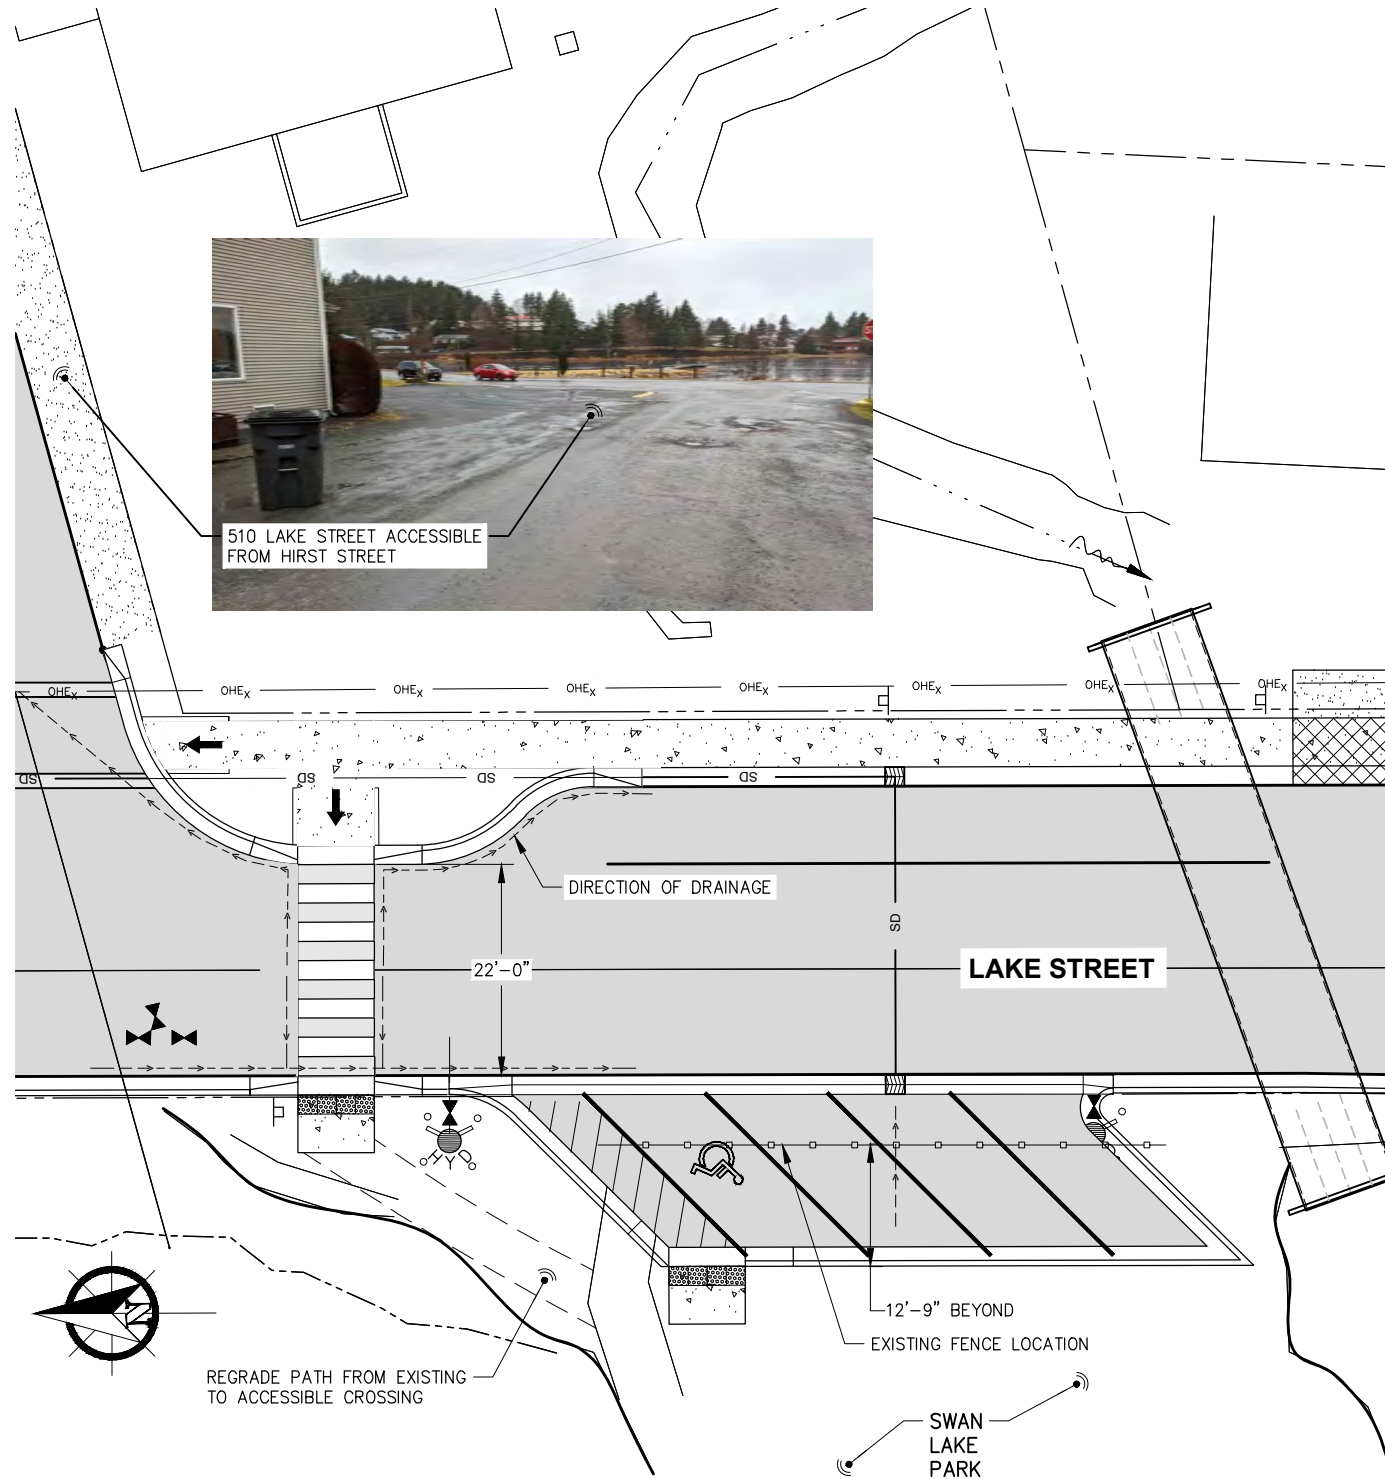 510 LAKE STREET ACCESSIBLE
FROM HIRST STREET
OHEX
OHEX
OHEX
OHEX
OHEX
OHEX
OHEX
OHEX
SD
SD
SD
SD
DIRECTION OF DRAINAGE
SD
22'-0"
LAKE STREET
HYD
12'-9" BEYOND
EXISTING FENCE LOCATION
N
REGRADE PATH FROM EXISTING
TO ACCESSIBLE CROSSING
SWAN
LAKE
PARK